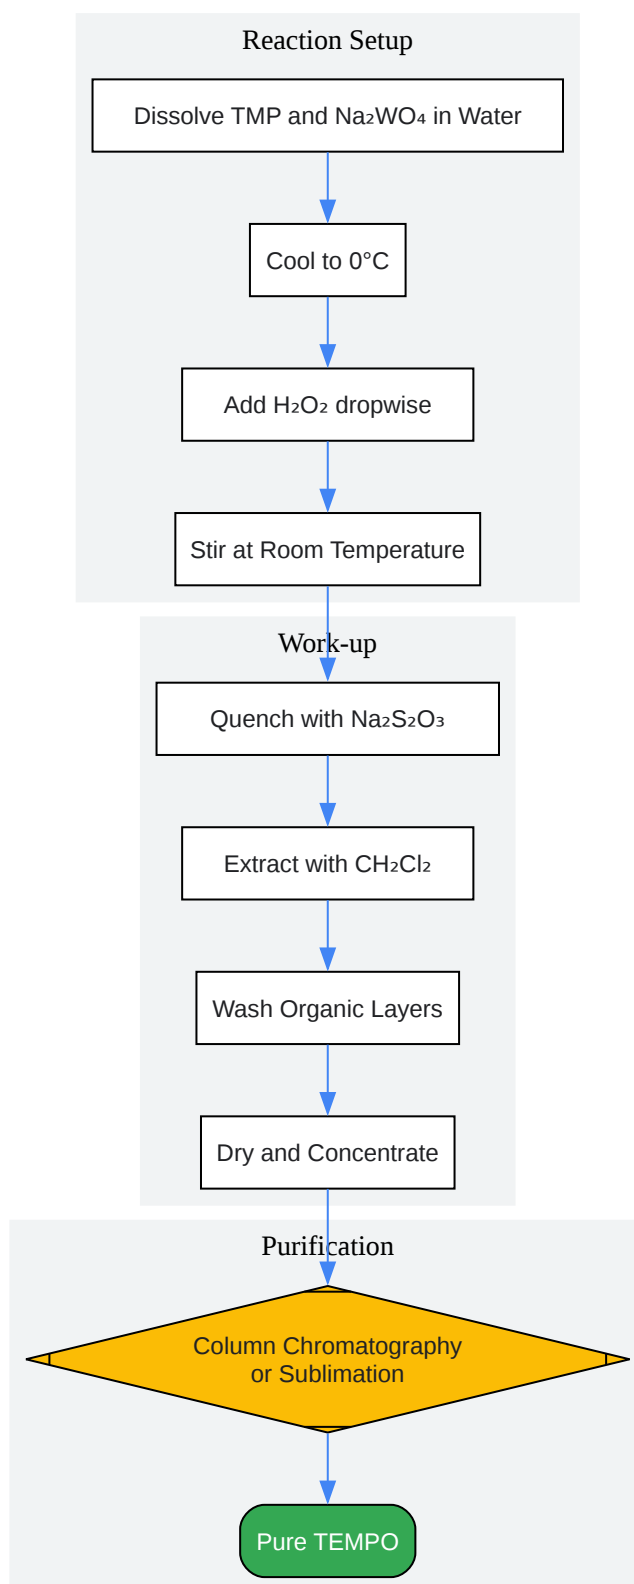 Reaction Setup
Dissolve TMP and Na₂WO₄ in Water
Cool to 0°C
Add H₂O₂ dropwise
Stir at Room Temperature
Work-up
Quench with Na₂S₂O₃
Extract with CH₂Cl₂
Wash Organic Layers
Dry and Concentrate
Purification
Column Chromatography
or Sublimation
Pure TEMPO